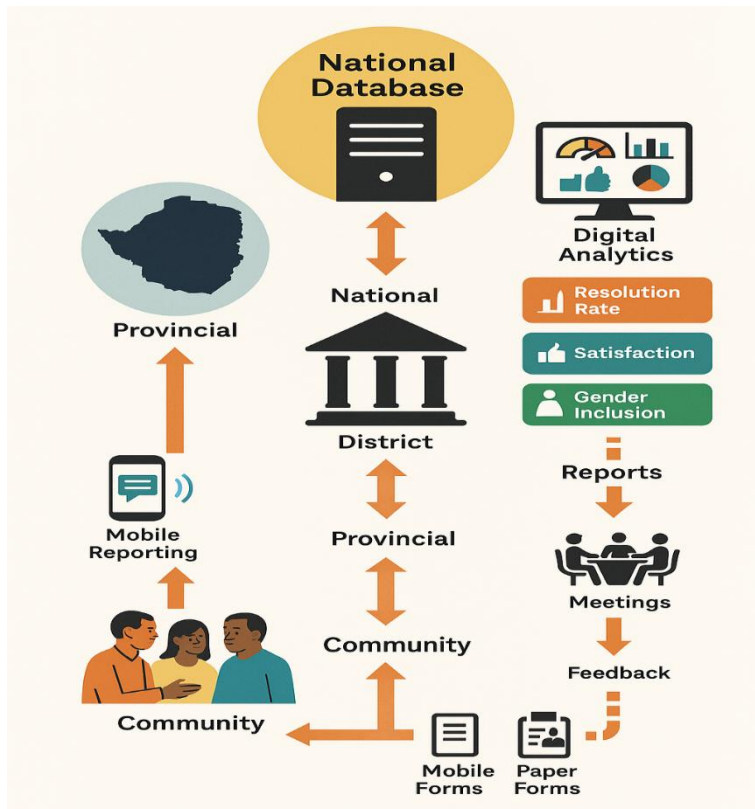 National
Database
Digital
Analytics
National
Provincial
Resolution
Rate
Satisfaction
Gender
Inclusion
District
Reports
Mobile
Reporting
Provincial
Meetings
Community
Feedback
Community
Mobile
Forms
Paper
Forms